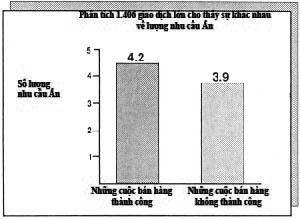 Phân tích 1.406 giao dịch lớn cho thấy sự khác nhau
về lượng nhu cầu Ẩn
Số lượng
nhu cầu Ẩn
5
4
3
2
1
4.2
3.9
Những cuộc bán hàng
thành công
Những cuộc bán hàng
không thành công